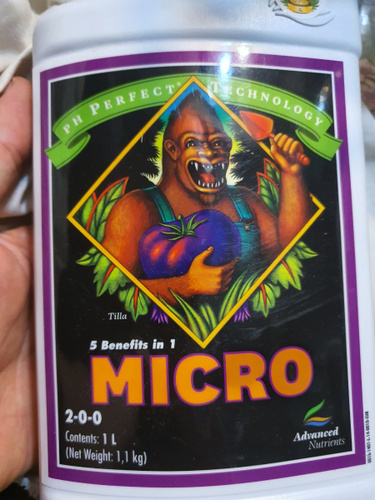 PH PERFECT TECHNOLOGY
Tilla
5 Benefits in 1
MICRO
2-0-0
Contents: 1 L
(Net Weight: 1,1 kg)
Advanced
Nutrients